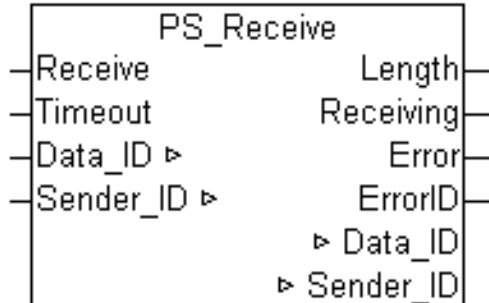 PS_Receive
Receive Length
Timeout Receiving
Data_ID ▹ Error
Sender_ID ▹ ErrorID
▹ Data_ID
▹ Sender_ID